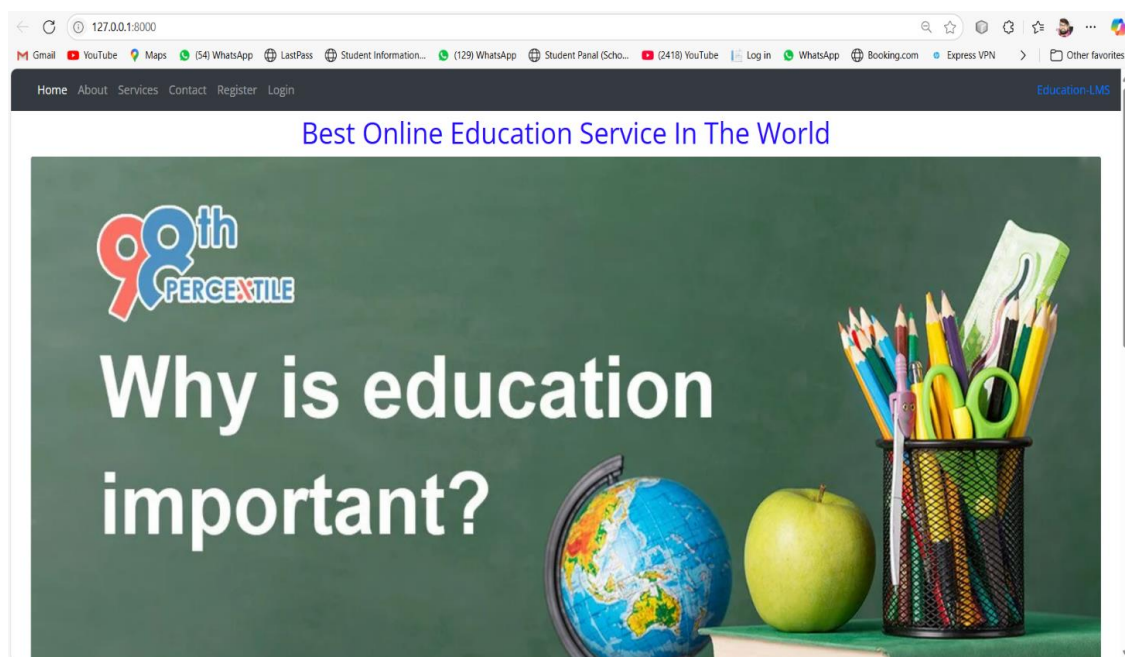 127.0.0.1:8000
Gmail YouTube Maps (54) WhatsApp LastPass Student Information... (129) WhatsApp Student Panal (Scho... (2418) YouTube Log in WhatsApp Booking.com Express VPN Other favorites
Home About Services Contact Register Login Education-LMS
Best Online Education Service In The World
98th
PERCENTILE
Why is education
important?